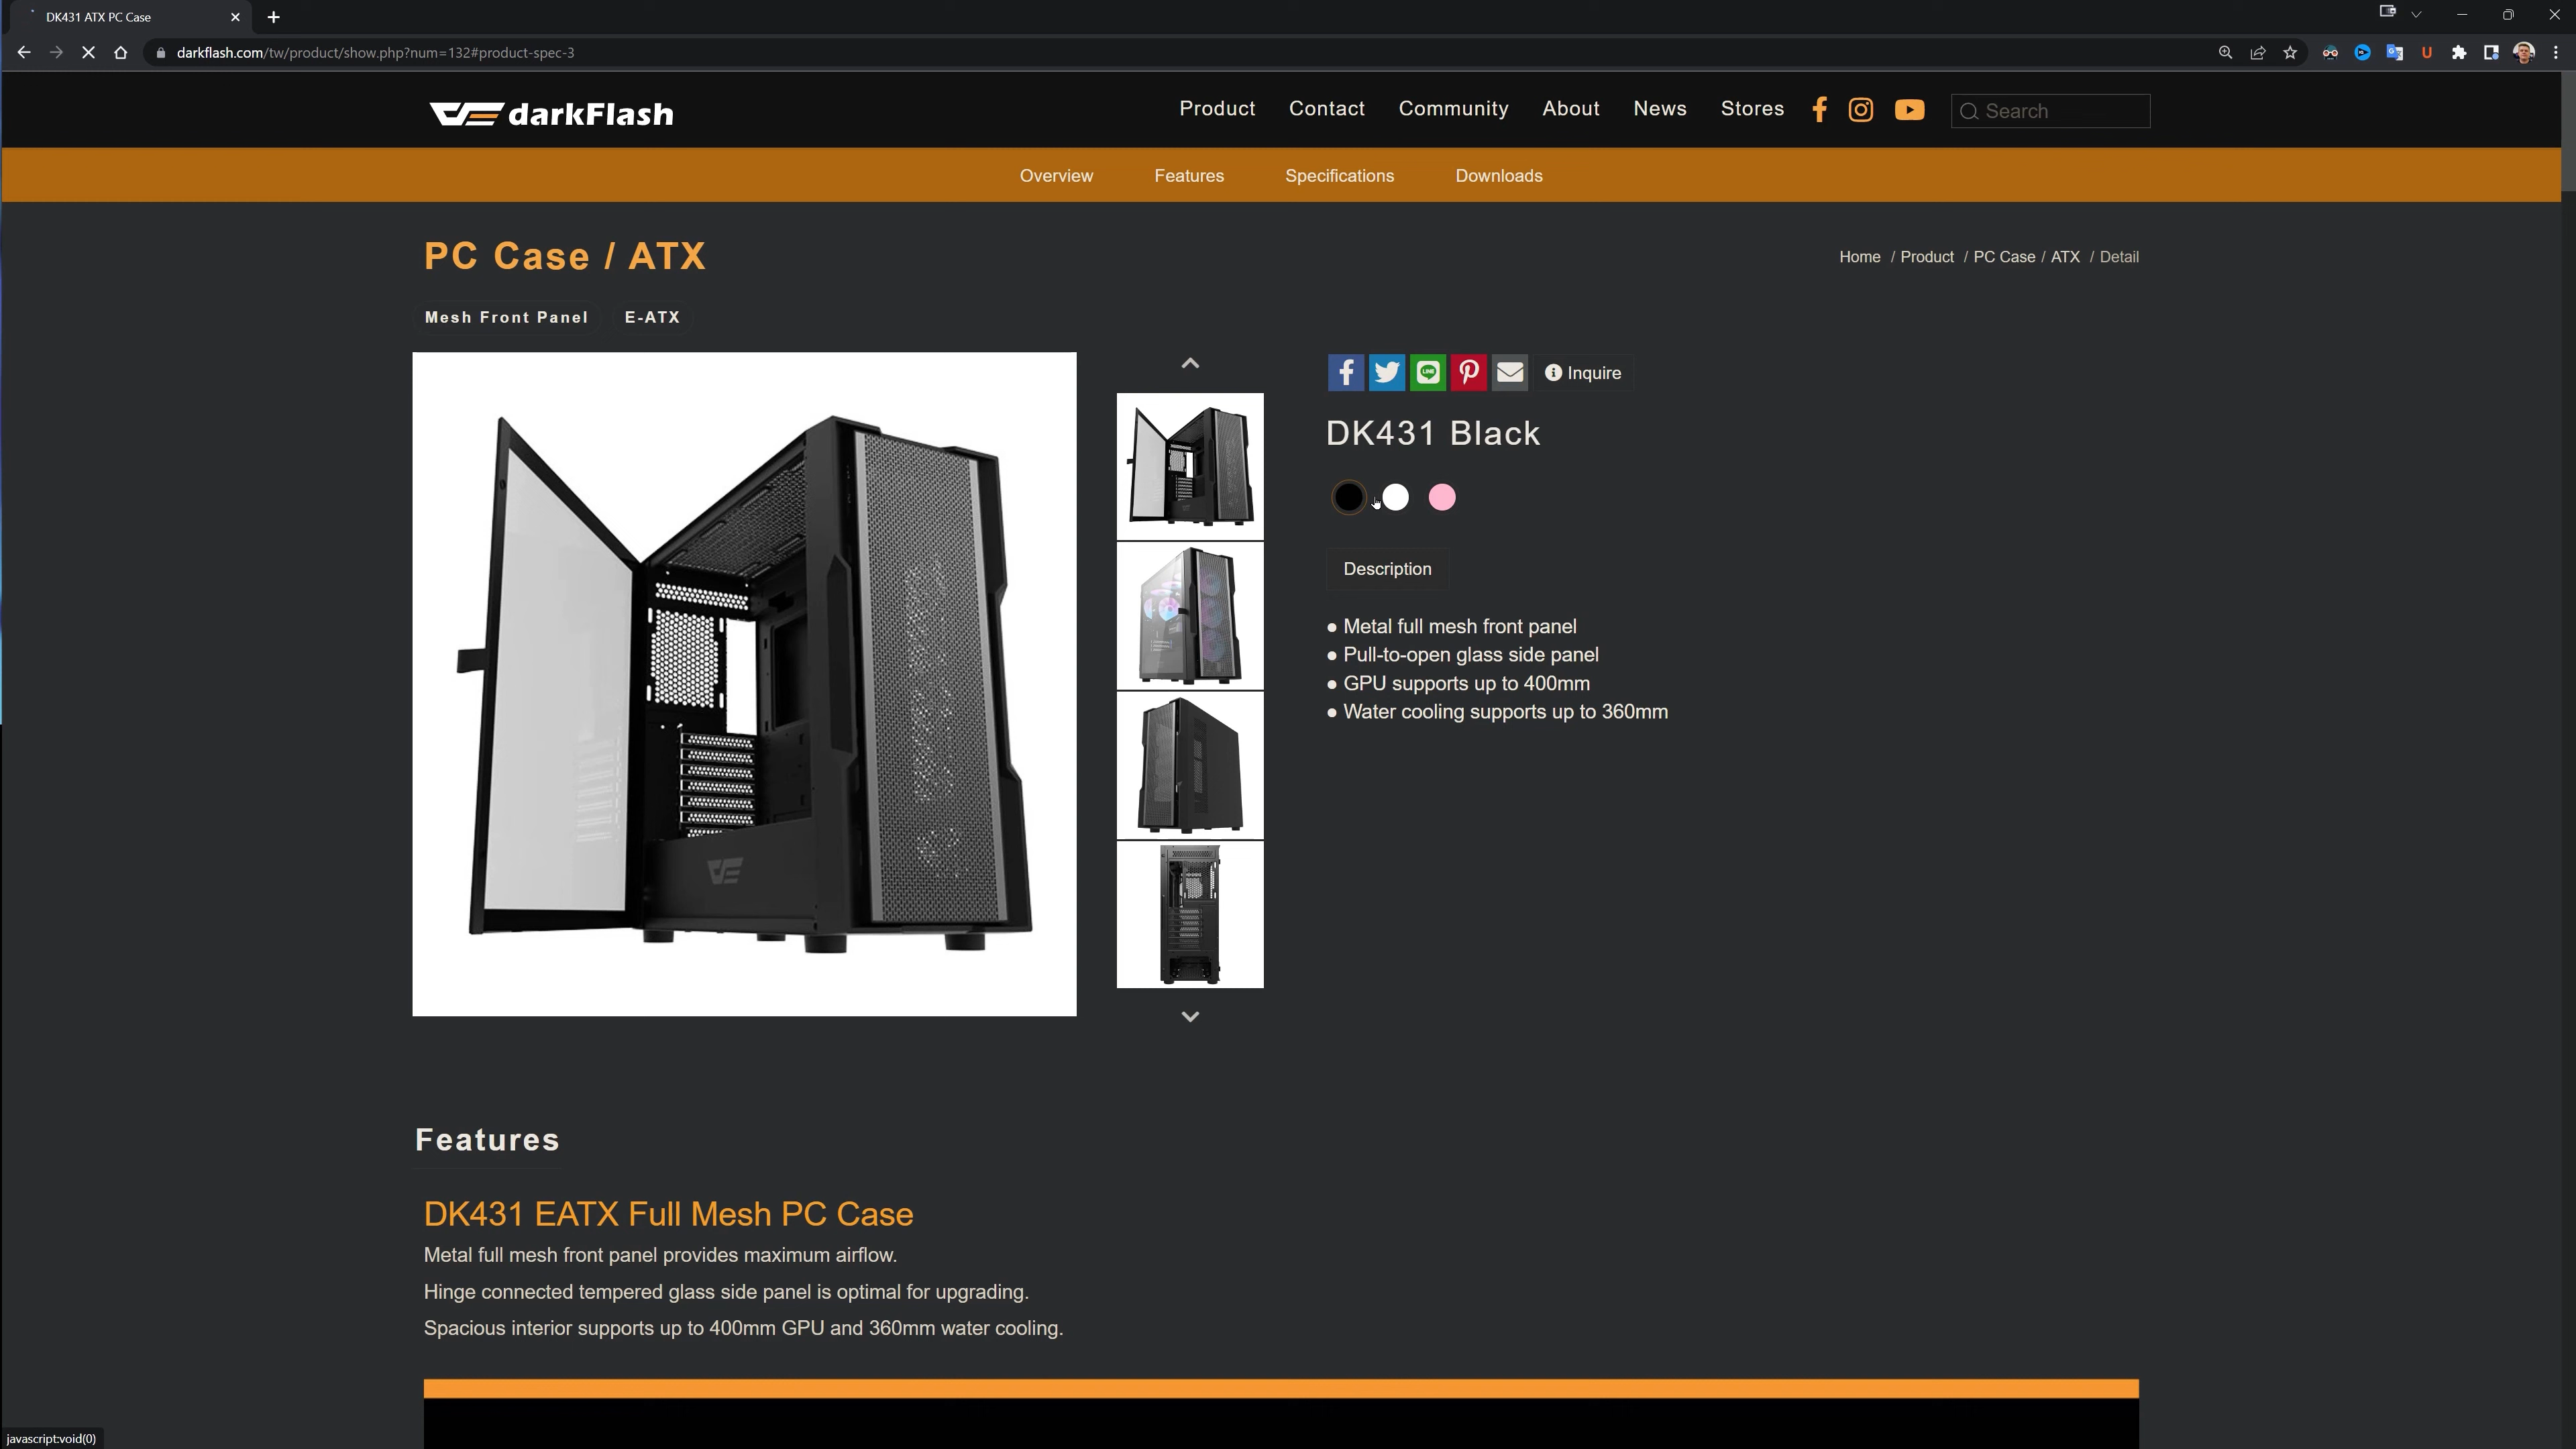 DK431 ATX PC Case
darkflash.com/tw/product/show.php?num=132#product-spec-3
darkFlash
Product Contact Community About News Stores Search
Overview Features Specifications Downloads
PC Case / ATX
Home / Product / PC Case / ATX / Detail
Mesh Front Panel E-ATX
LINE
Inquire
DK431 Black
Description
● Metal full mesh front panel
● Pull-to-open glass side panel
● GPU supports up to 400mm
● Water cooling supports up to 360mm
Features
DK431 EATX Full Mesh PC Case
Metal full mesh front panel provides maximum airflow.
Hinge connected tempered glass side panel is optimal for upgrading.
Spacious interior supports up to 400mm GPU and 360mm water cooling.
javascript:void(0)